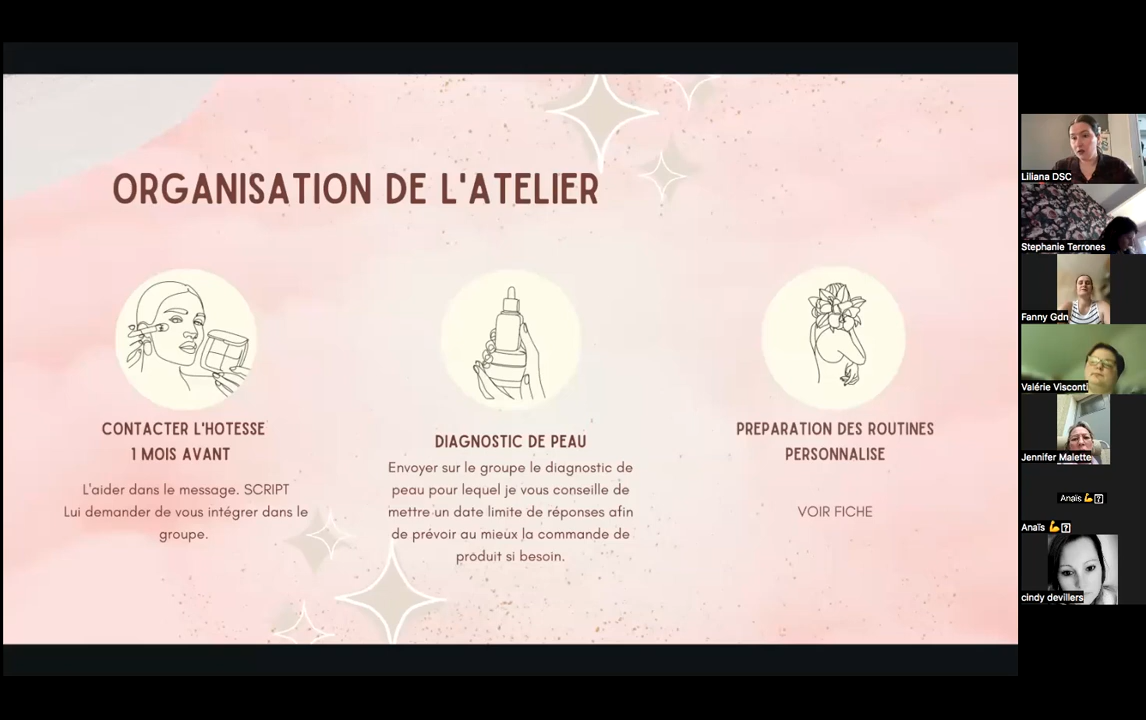 ORGANISATION DE L'ATELIER
CONTACTER L'HOTESSE
1 MOIS AVANT
L'aider dans le message. SCRIPT
Lui demander de vous intégrer dans le
groupe.
DIAGNOSTIC DE PEAU
Envoyer sur le groupe le diagnostic de
peau pour lequel je vous conseille de
mettre un date limite de réponses afin
de prévoir au mieux la commande de
produit si besoin.
PREPARATION DES ROUTINES
PERSONNALISE
VOIR FICHE
Liliana DSC
Stephanie Terrones
Fanny Gdn
Valérie Visconti
Jennifer Malette
Anaïs 💪
Anaïs 💪
cindy devillers